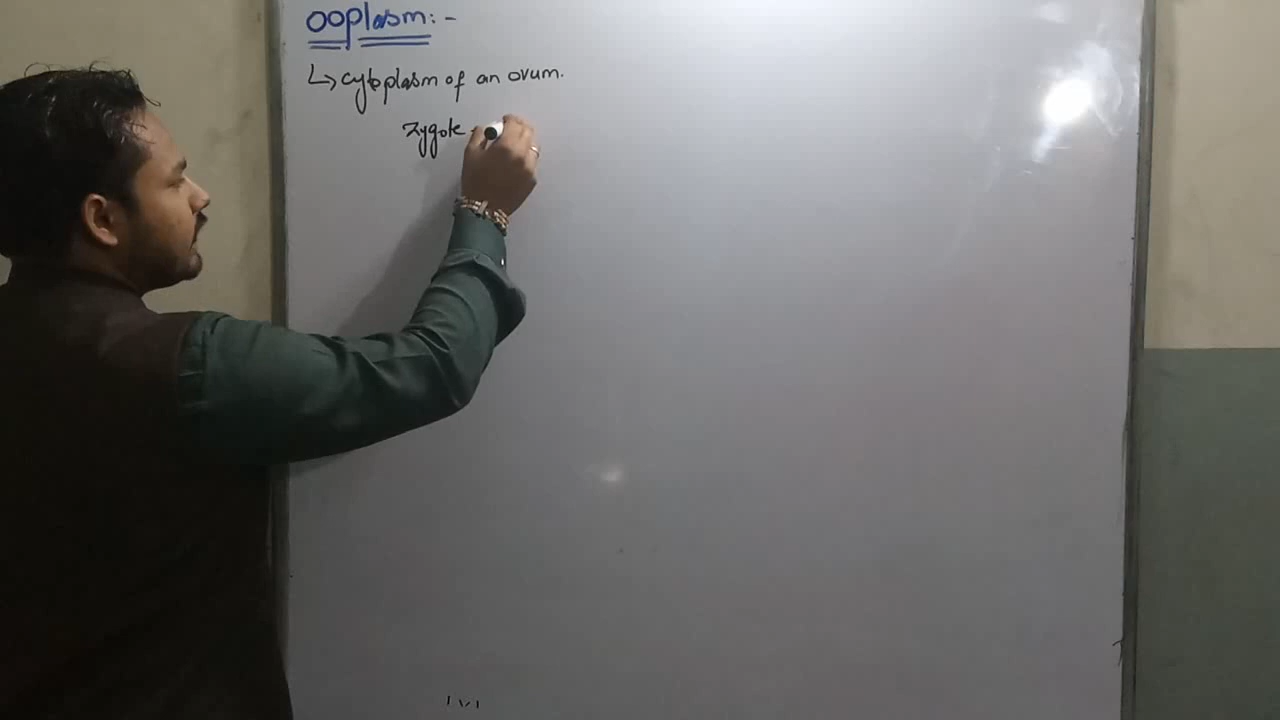 Ooplasm:-
↳ cytoplasm of an ovum.
Zygote -